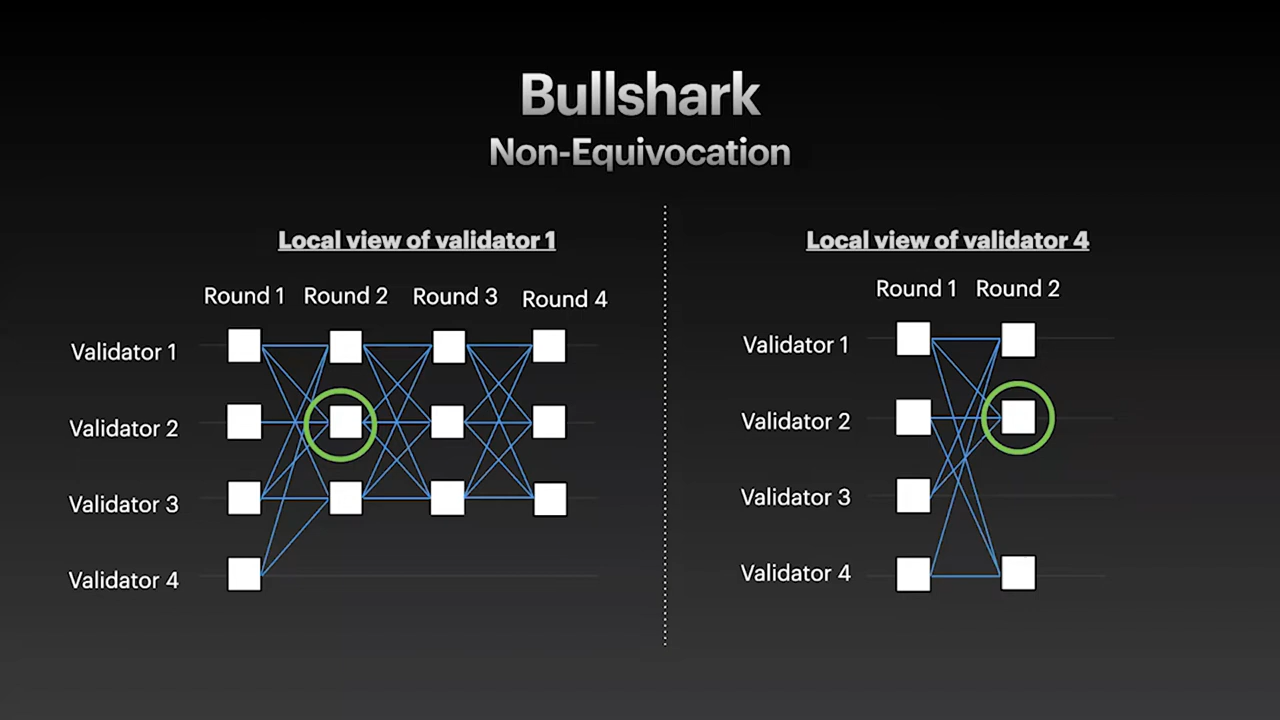 Bullshark
Non-Equivocation
Local view of validator 1
Round 1 Round 2 Round 3 Round 4
Validator 1
Validator 2
Validator 3
Validator 4
Local view of validator 4
Round 1 Round 2
Validator 1
Validator 2
Validator 3
Validator 4